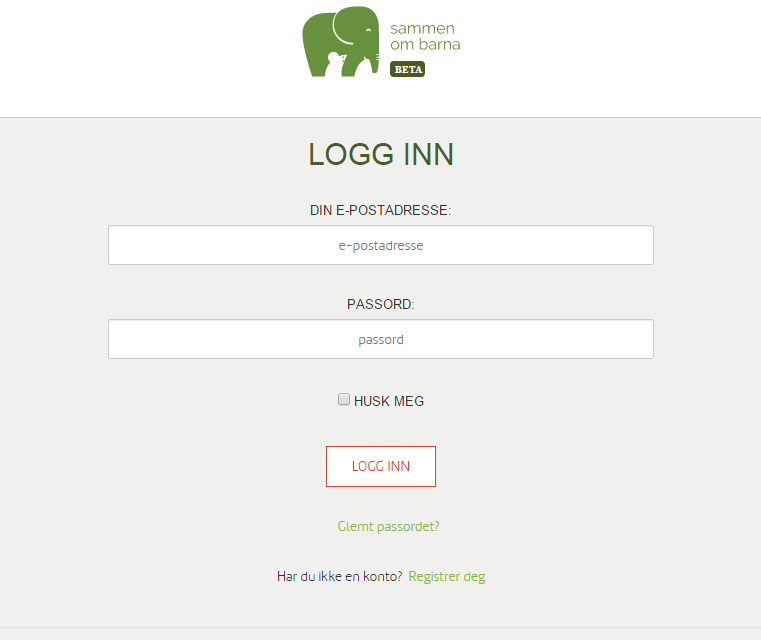 sammen
om barna
BETA
LOGG INN
DIN E-POSTADRESSE:
e-postadresse
PASSORD:
passord
HUSK MEG
LOGG INN
Glemt passordet?
Har du ikke en konto? Registrer deg